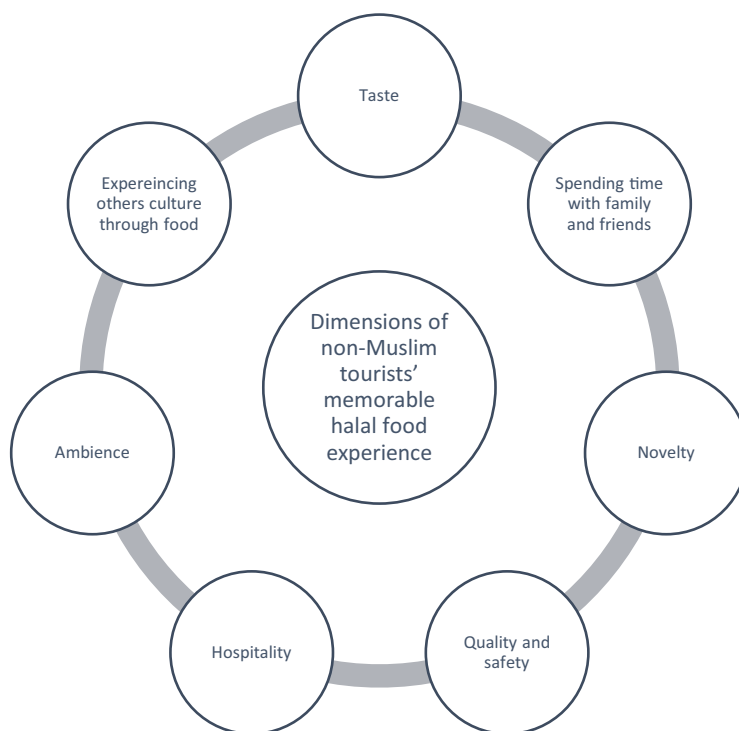 Taste
Spending time
with family
and friends
Novelty
Quality and
safety
Hospitality
Ambience
Expereincing
others culture
through food
Dimensions of
non-Muslim
tourists’
memorable
halal food
experience